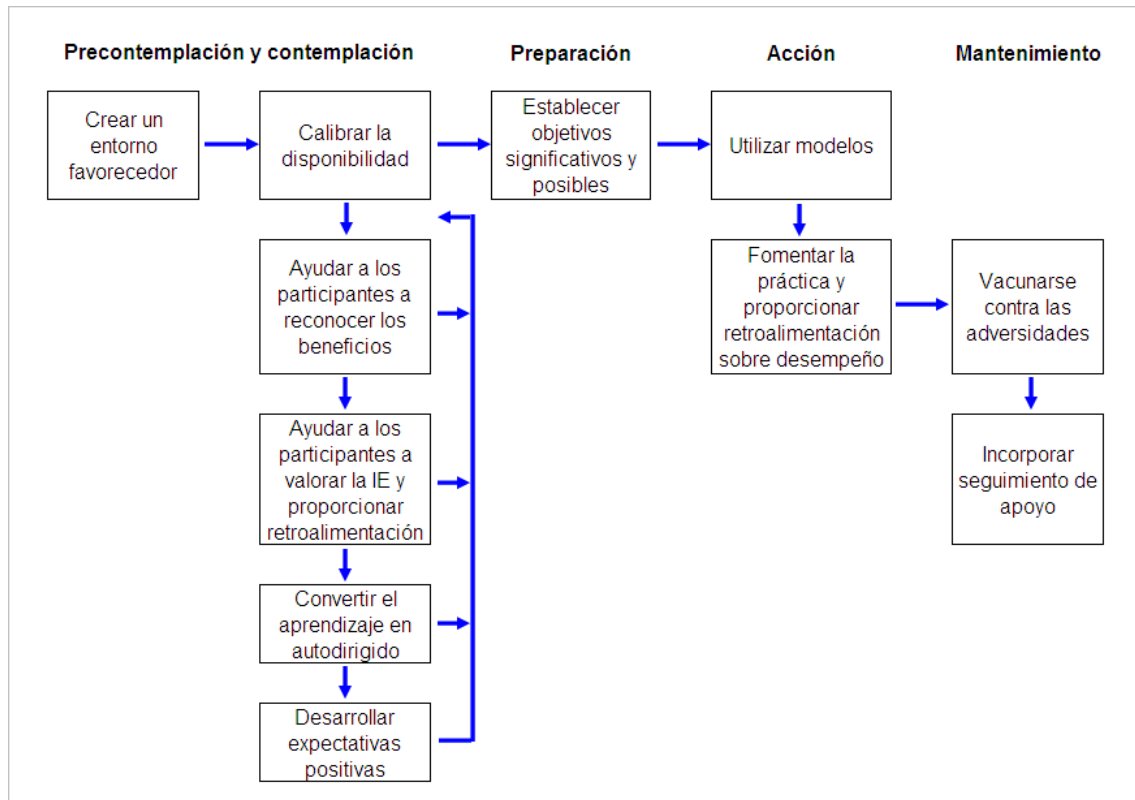 Precontemplación y contemplación
Preparación
Acción
Mantenimiento
Crear un
entorno
favorecedor
Calibrar la
disponibilidad
Establecer
objetivos
significativos y
posibles
Utilizar modelos
Ayudar a los
participantes a
reconocer los
beneficios
Fomentar la
práctica y
proporcionar
retroalimentación
sobre desempeño
Vacunarse
contra las
adversidades
Ayudar a los
participantes a
valorar la IE y
proporcionar
retroalimentación
Incorporar
seguimiento de
apoyo
Convertir el
aprendizaje en
autodirigido
Desarrollar
expectativas
positivas